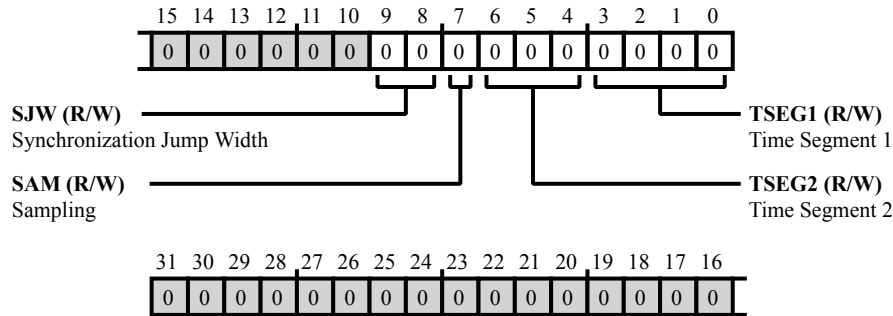 15 14 13 12 11 10 9 8 7 6 5 4 3 2 1 0
0 0 0 0 0 0 0 0 0 0 0 0 0 0 0 0
SJW (R/W)
Synchronization Jump Width
TSEG1 (R/W)
Time Segment 1
SAM (R/W)
Sampling
TSEG2 (R/W)
Time Segment 2
31 30 29 28 27 26 25 24 23 22 21 20 19 18 17 16
0 0 0 0 0 0 0 0 0 0 0 0 0 0 0 0